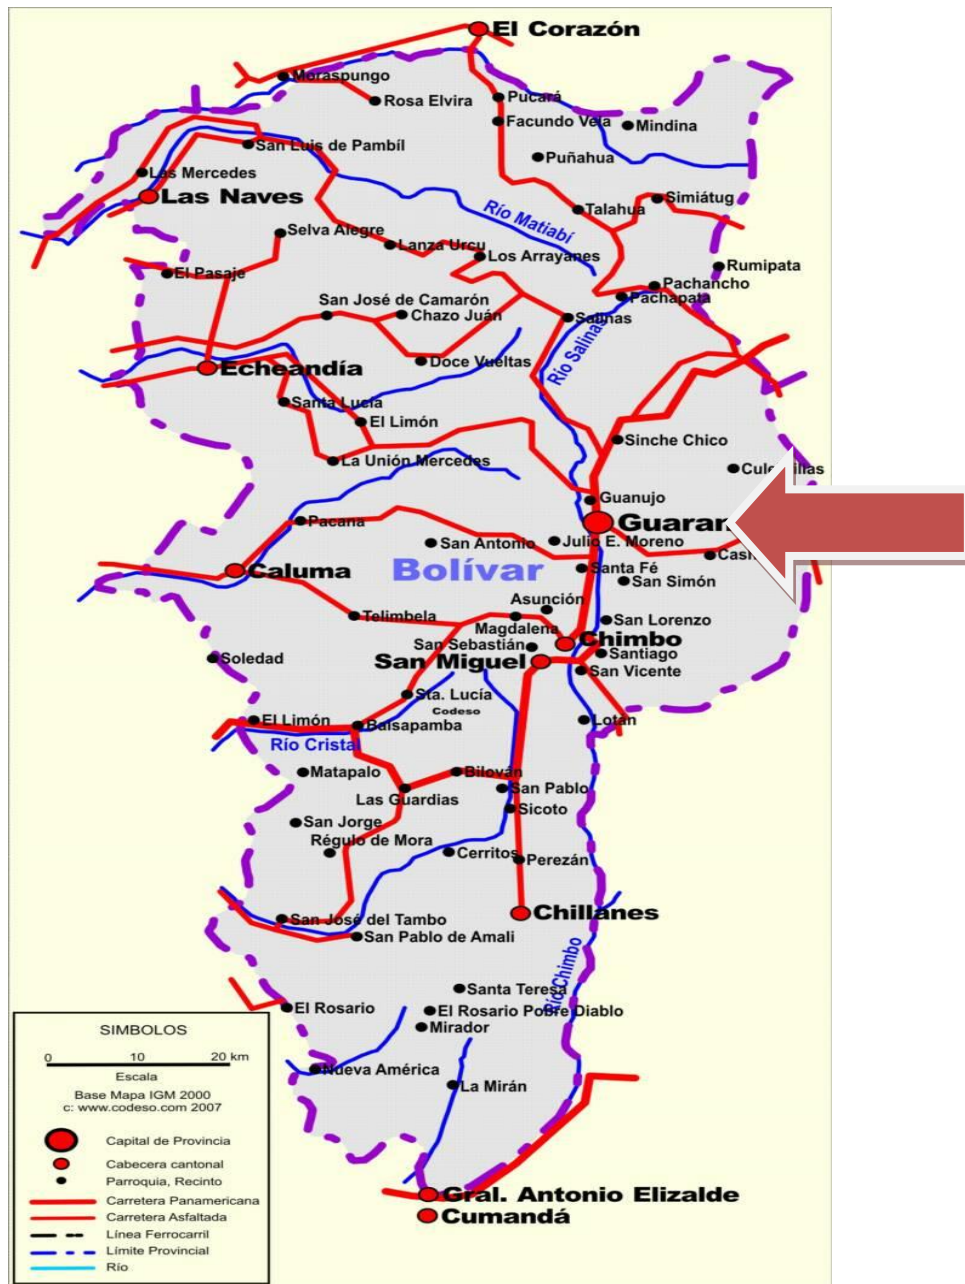 El Corazón
Moraspungo
Rosa Elvira
Pucará
Facundo Vela
Mindina
San Luis de Pambíl
Puñahua
Las Mercedes
Las Naves
Simiátug
Talahua
Río Matiabí
Selva Alegre
Lanza Urcu
Los Arrayanes
El Pasaje
Rumipata
Pachancho
Pachapata
San José de Camarón
Chazo Juán
Salinas
Río Salinas
Doce Vueltas
Echeandía
Santa Lucía
El Limón
Sinche Chico
La Unión Mercedes
Guanujo
Pacana
San Antonio
Julio E. Moreno
Bolívar
Caluma
Santa Fé
San Simón
Asunción
Telimbela
Magdalena
San Lorenzo
Chimbo
San Sebastián
Santiago
San Miguel
San Vicente
Soledad
Sta. Lucía
Codeso
El Limón
Balsapamba
Lotán
Río Cristal
Matapalo
Bilován
Las Guardias
San Pablo
Sicoto
San Jorge
Régulo de Mora
Cerritos
Perezán
Chillanes
San José del Tambo
San Pablo de Amali
Río Chimbo
Santa Teresa
El Rosario
El Rosario Pobre Diablo
Mirador
Nueva América
La Mirán
Gral. Antonio Elizalde
Cumandá
SIMBOLOS
0 10 20 km
Escala
Base Mapa IGM 2000
c: www.codeso.com 2007
Capital de Provincia
Cabecera cantonal
Parroquia, Recinto
Carretera Panamericana
Carretera Asfaltada
Línea Ferrocarril
Límite Provincial
Río